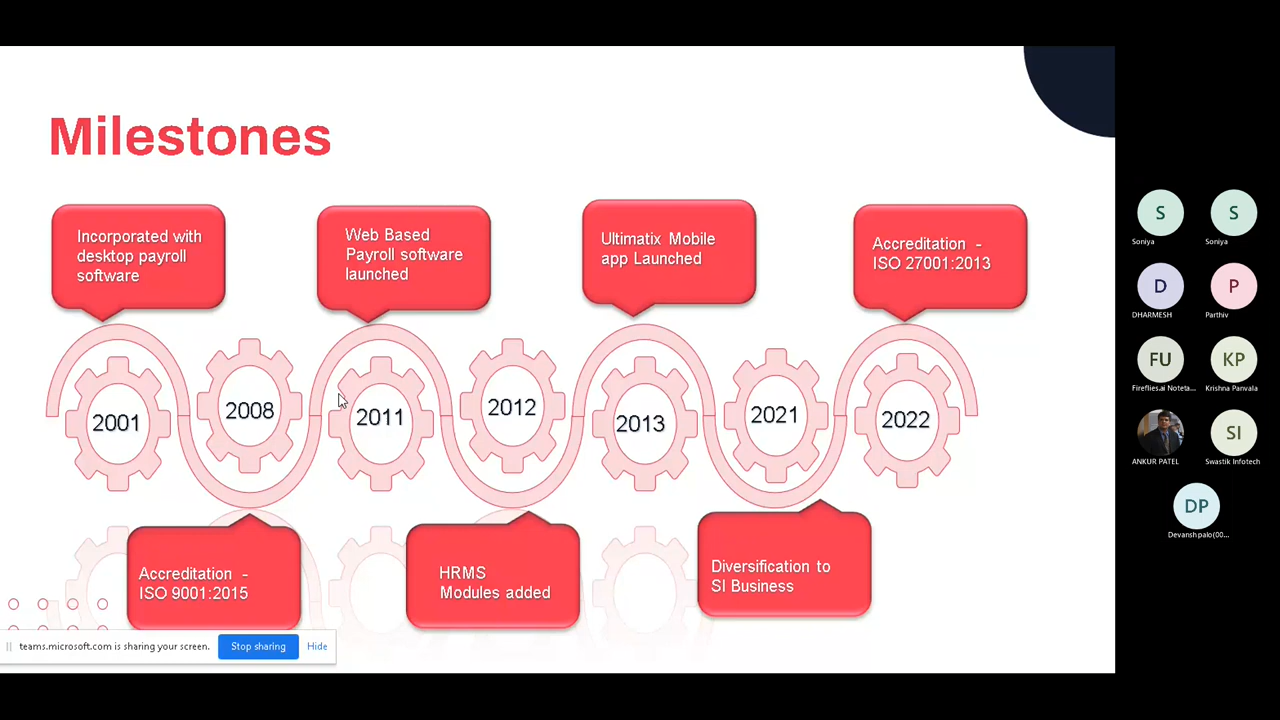 Milestones
Incorporated with
desktop payroll
software
Web Based
Payroll software
launched
Ultimatix Mobile
app Launched
Accreditation -
ISO 27001:2013
2001
2008
2011
2012
2013
2021
2022
Accreditation -
ISO 9001:2015
HRMS
Modules added
Diversification to
SI Business
teams.microsoft.com is sharing your screen.
Stop sharing
Hide
S
Soniya
S
Soniya
D
DHARMESH
P
Parthiv
FU
Fireflies.ai Noteta...
KP
Krishna Panvala
ANKUR PATEL
SI
Swastik Infotech
DP
Devansh palo(00...